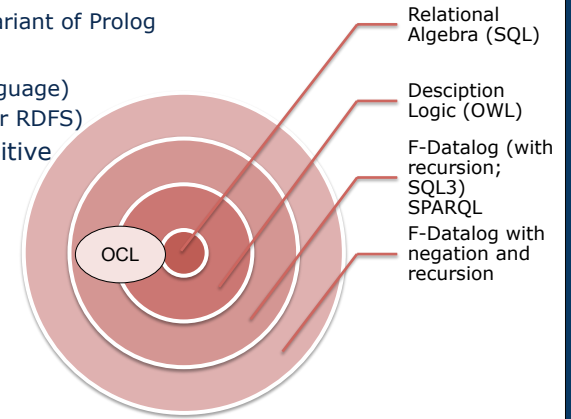 ariant of Prolog
guage)
r RDFS)
itive
OCL
Relational
Algebra (SQL)
Desciption
Logic (OWL)
F-Datalog (with
recursion;
SQL3)
SPARQL
F-Datalog with
negation and
recursion